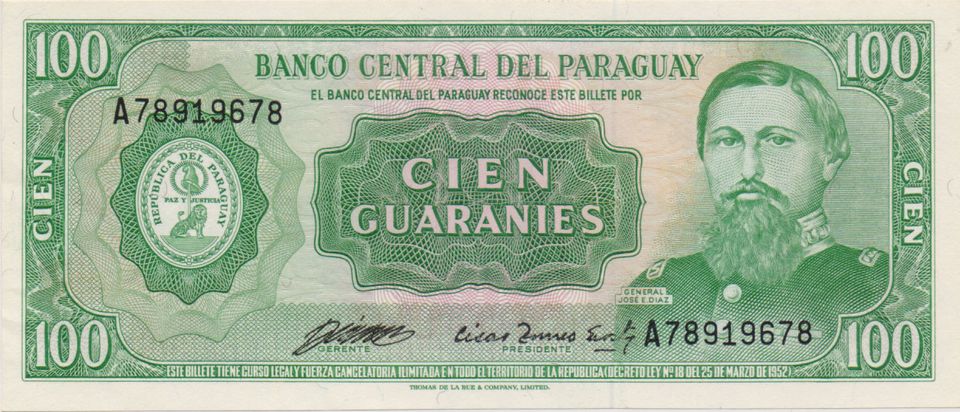 100
100
BANCO CENTRAL DEL PARAGUAY
EL BANCO CENTRAL DEL PARAGUAY RECONOCE ESTE BILLETE POR
A78919678
REPÚBLICA DEL PARAGUAY
PAZ Y JUSTICIA
CIEN
CIEN
GUARANIES
CIEN
GENERAL
JOSE E. DIAZ
GERENTE
PRESIDENTE
A78919678
100
100
ESTE BILLETE TIENE CURSO LEGAL Y FUERZA CANCELATORIA ILIMITADA EN TODO EL TERRITORIO DE LA REPUBLICA (DECRETO LEY Nº 18 DEL 25 DE MARZO DE 1952)
THOMAS DE LA RUE & COMPANY, LIMITED.